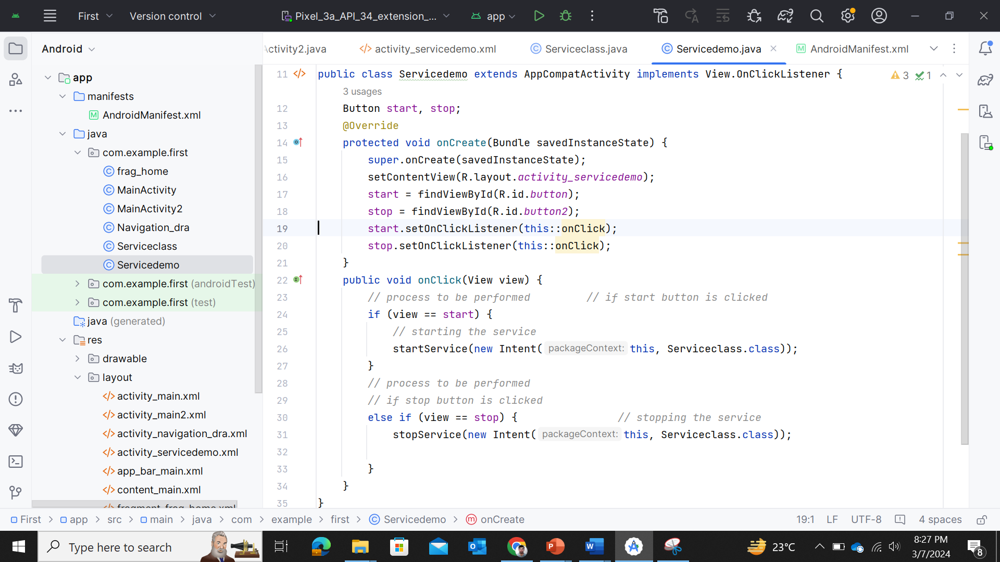 First
Version control
Pixel_3a_API_34_extension_...
app
Android
ctivity2.java
activity_servicedemo.xml
Serviceclass.java
Servicedemo.java
AndroidManifest.xml
app
manifests
AndroidManifest.xml
java
com.example.first
frag_home
MainActivity
MainActivity2
Navigation_dra
Serviceclass
Servicedemo
com.example.first (androidTest)
com.example.first (test)
java (generated)
res
drawable
layout
activity_main.xml
activity_main2.xml
activity_navigation_dra.xml
activity_servicedemo.xml
app_bar_main.xml
content_main.xml
fragment_frag_home.xml
3 1
11 public class Servicedemo extends AppCompatActivity implements View.OnClickListener {
3 usages
12 Button start, stop;
13 @Override
14 protected void onCreate(Bundle savedInstanceState) {
15 super.onCreate(savedInstanceState);
16 setContentView(R.layout.activity_servicedemo);
17 start = findViewById(R.id.button);
18 stop = findViewById(R.id.button2);
19 start.setOnClickListener(this::onClick);
20 stop.setOnClickListener(this::onClick);
21 }
22 public void onClick(View view) {
23 // process to be performed // if start button is clicked
24 if (view == start) {
25 // starting the service
26 startService(new Intent( packageContext: this, Serviceclass.class));
27 }
28 // process to be performed
29 // if stop button is clicked
30 else if (view == stop) { // stopping the service
31 stopService(new Intent( packageContext: this, Serviceclass.class));
32
33 }
34 }
35 }
First > app > src > main > java > com > example > first > Servicedemo > onCreate
19:1 LF UTF-8 4 spaces
Type here to search
23°C
8:27 PM
3/7/2024
8